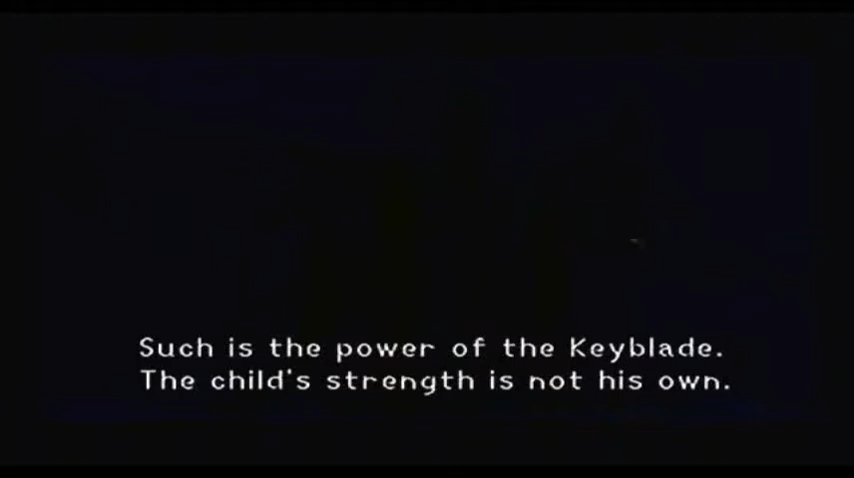 Such is the power of the Keyblade.
The child's strength is not his own.